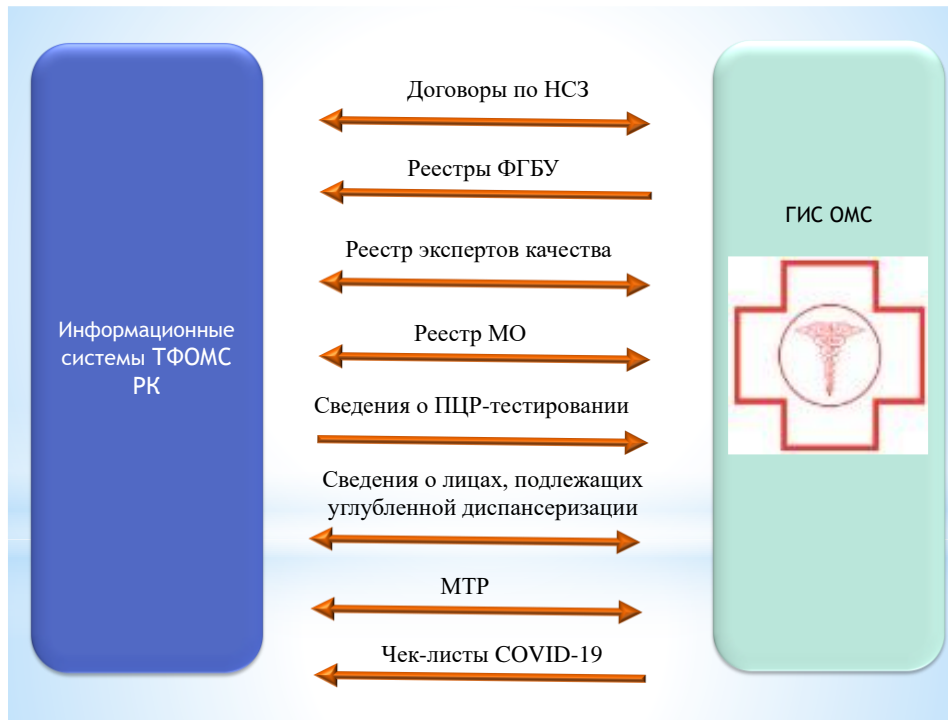 Договоры по НСЗ
Реестры ФГБУ
ГИС ОМС
Реестр экспертов качества
Информационные
системы ТФОМС
РК
Реестр МО
Сведения о ПЦР-тестировании
Сведения о лицах, подлежащих
углубленной диспансеризации
МТР
Чек-листы COVID-19